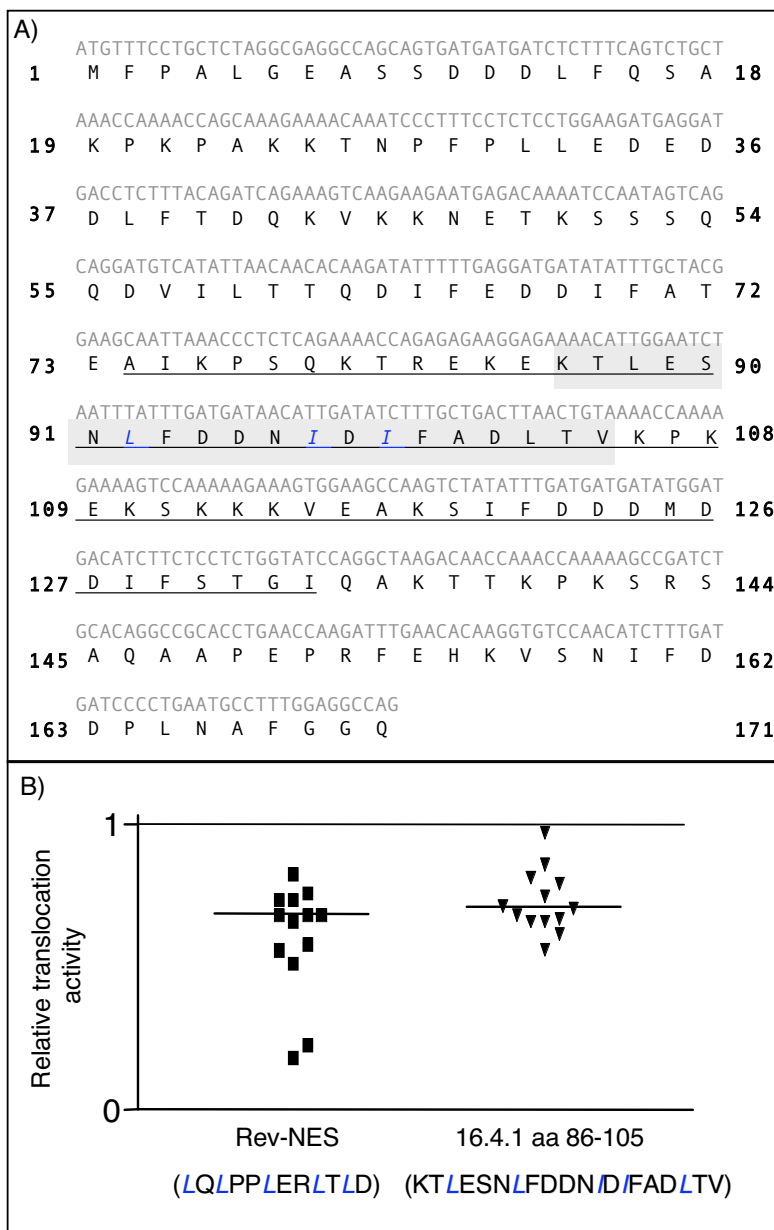 A)
ATGTTTCCTGCTCTAGGCGAGGCCAGCAGTGATGATGATCTCTTTCAGTCTGCT
1 M F P A L G E A S S D D D L F Q S A 18
AAACCAAAACCAGCAAAGAAAACAAATCCCTTTCCTCTCCTGGAAGATGAGGAT
19 K P K P A K K T N P F P L L E D E D 36
GACCTCTTTACAGATCAGAAAGTCAAGAAGAATGAGACAAAATCCAATAGTCAG
37 D L F T D Q K V K K N E T K S S S Q 54
CAGGATGTCATATTAACAACACAAGATATTTTTGAGGATGATATATTTGCTACG
55 Q D V I L T T Q D I F E D D I F A T 72
GAAGCAATTAAACCCTCTCAGAAAACCAGAGAGAAGGAGAAAACATTGGAATCT
73 E A I K P S Q K T R E K E K T L E S 90
AATTTATTTGATGATAACATTGATATCTTTGCTGACTTAACTGTAAAACCAAAA
91 N L F D D N I D I F A D L T V K P K 108
GAAAAGTCCAAAAAGAAAGTGGAAGCCAAGTCTATATTTGATGATGATATGGAT
109 E K S K K K V E A K S I F D D D M D 126
GACATCTTCTCCTCTGGTATCCAGGCTAAGACAACCAAACCAAAAAGCCGATCT
127 D I F S T G I Q A K T T K P K S R S 144
GCACAGGCCGCACCTGAACCAAGATTTGAACACAAGGTGTCCAACATCTTTGAT
145 A Q A A P E P R F E H K V S N I F D 162
GATCCCCTGAATGCCTTTGGAGGCCAG
163 D P L N A F G G Q 171
B)
1
Relative translocation
activity
0
Rev-NES 16.4.1 aa 86-105
(LQLPPLERLTLD) (KTLESNLFDDNIDIFADLTV)